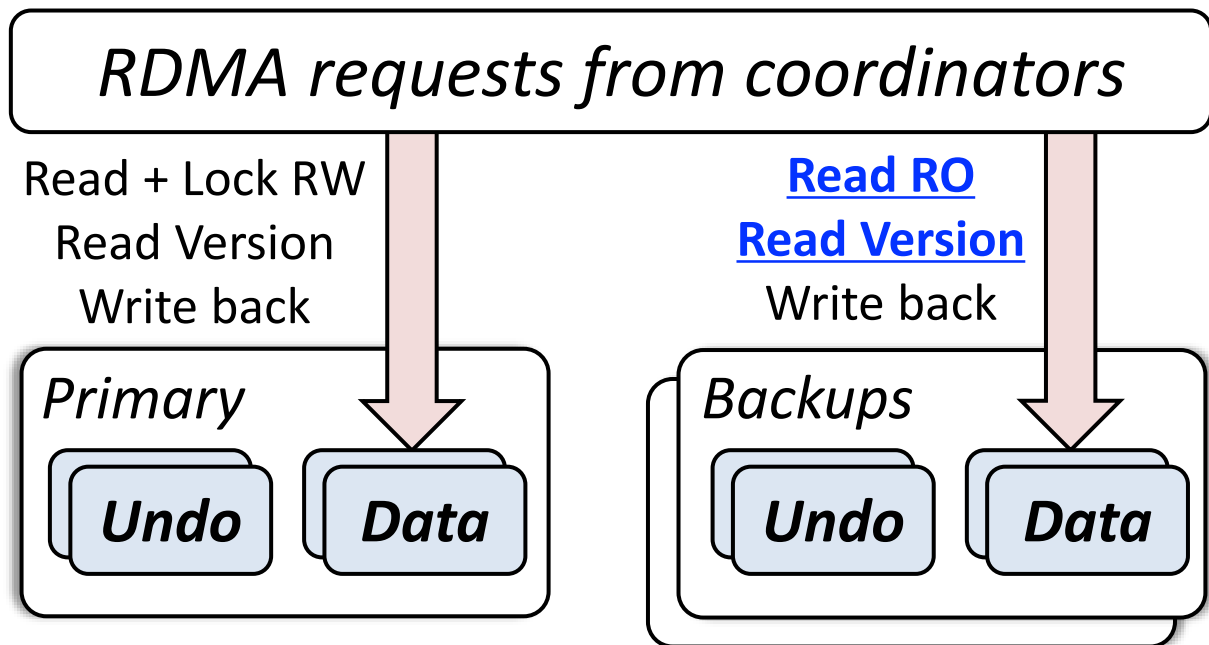 RDMA requests from coordinators
Read + Lock RW
Read Version
Write back
Read RO
Read Version
Write back
Primary
Undo
Data
Backups
Undo
Data